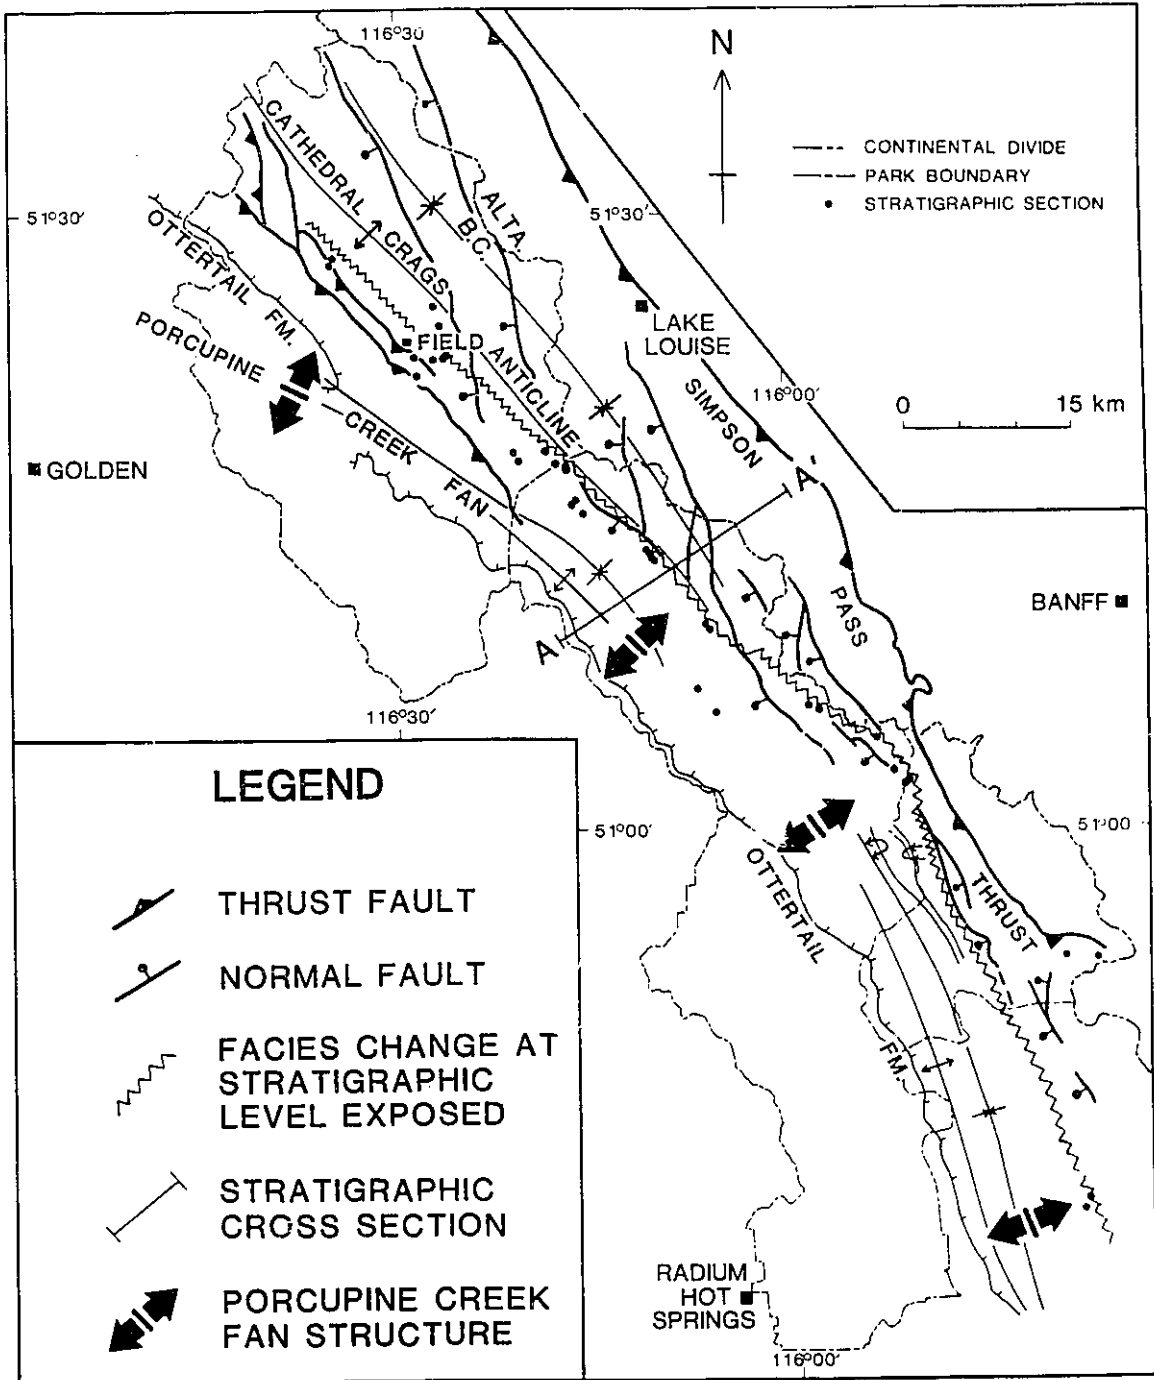 116°30'
N
CONTINENTAL DIVIDE
PARK BOUNDARY
STRATIGRAPHIC SECTION
51°30'
51°30'
CATHEDRAL CRAGS ANTICLINE
ALTA.
B.C.
OTTERTAIL FM.
PORCUPINE CREEK FAN
FIELD
LAKE
LOUISE
SIMPSON PASS THRUST
116°00'
0 15 km
GOLDEN
A'
A
BANFF
116°30'
51°00'
51°00
OTTERTAIL FM.
RADIUM
HOT
SPRINGS
116°00'
LEGEND
THRUST FAULT
NORMAL FAULT
FACIES CHANGE AT
STRATIGRAPHIC
LEVEL EXPOSED
STRATIGRAPHIC
CROSS SECTION
PORCUPINE CREEK
FAN STRUCTURE